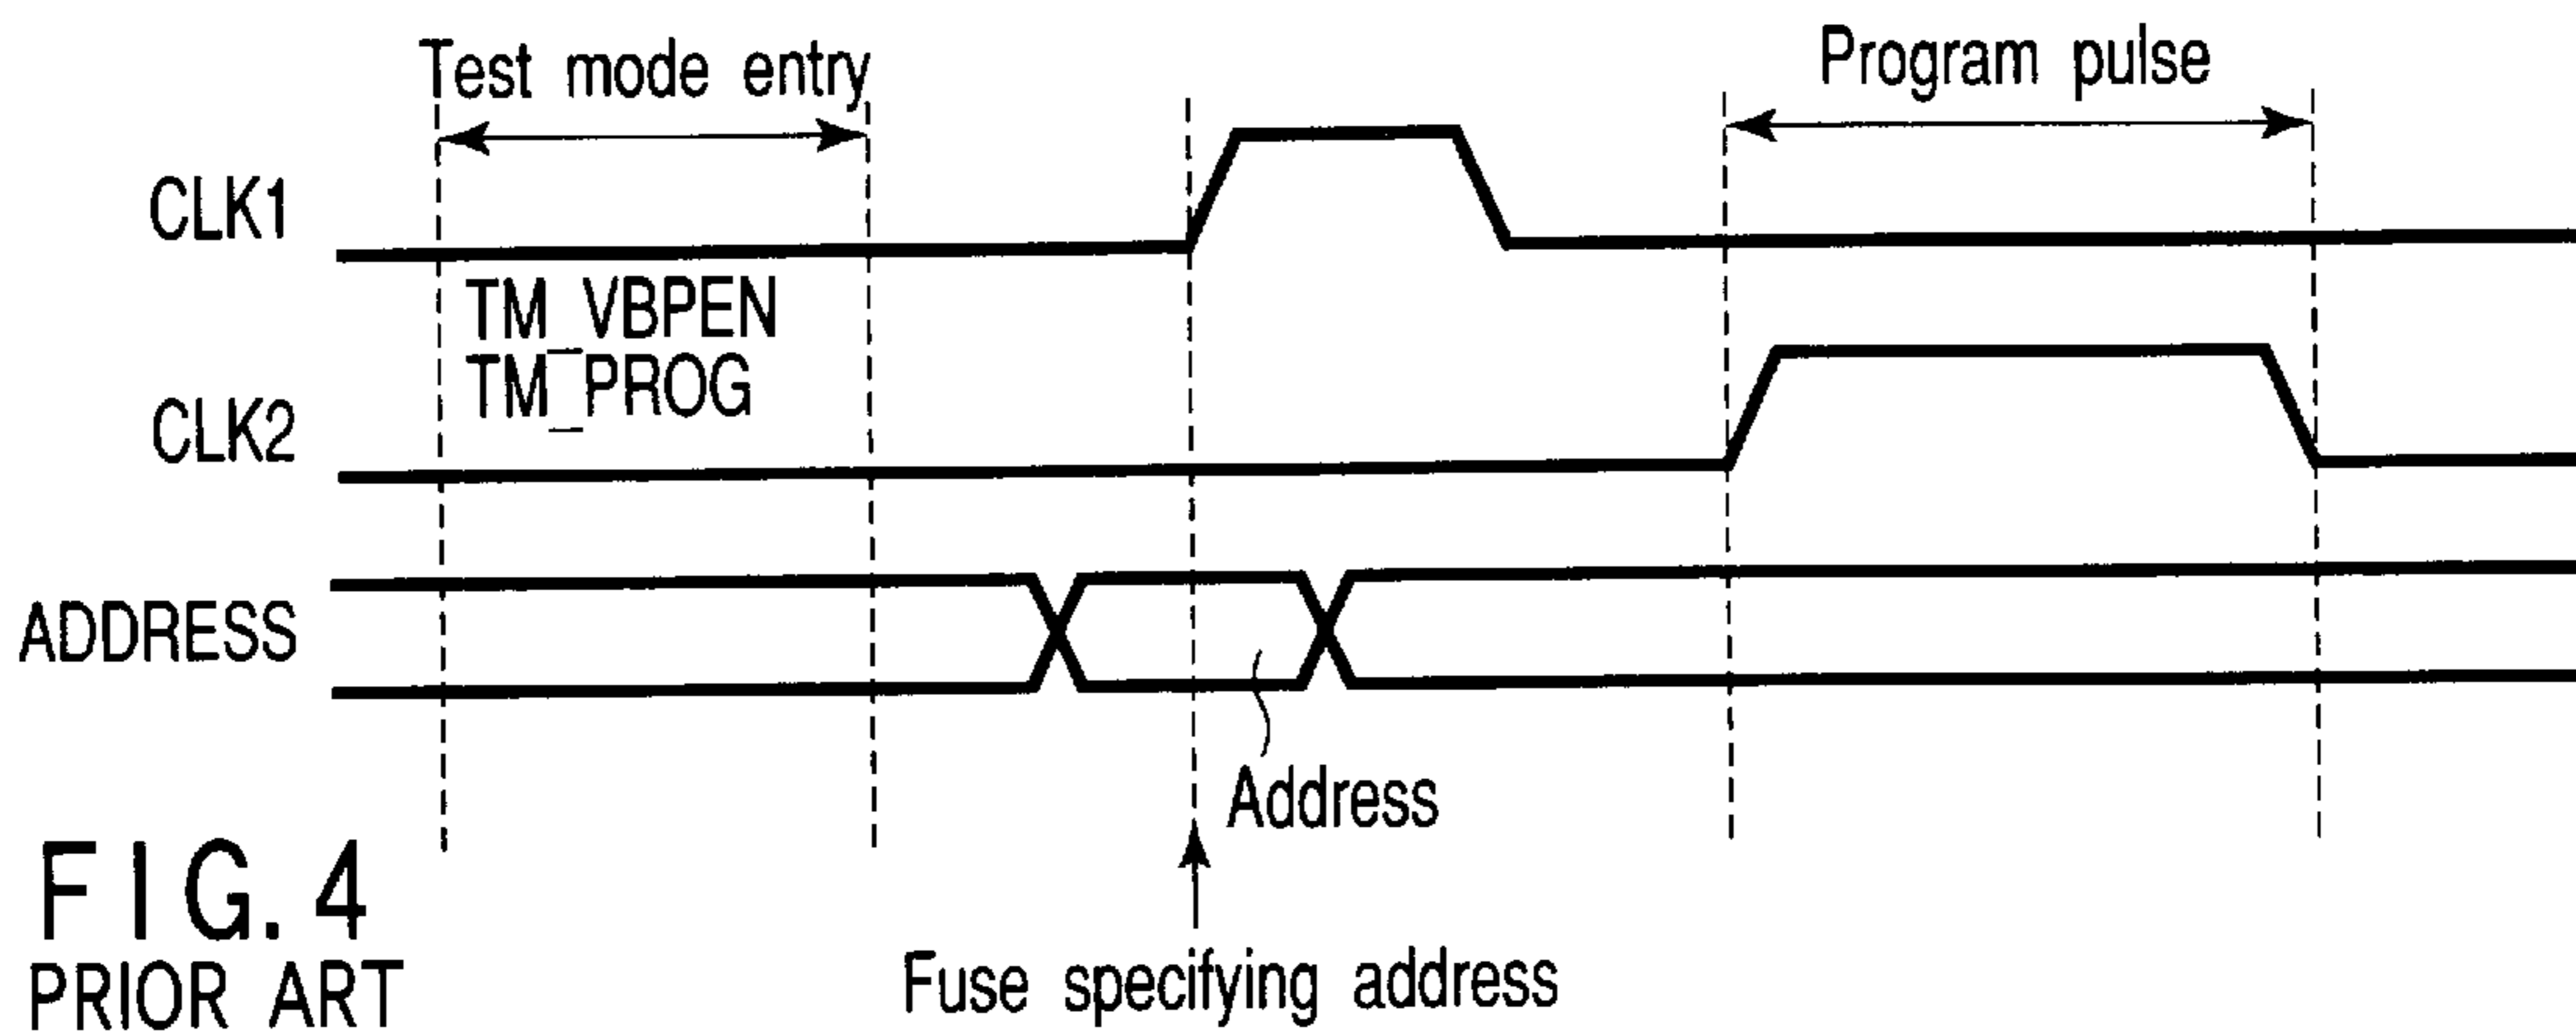 Test mode entry
Program pulse
CLK1
TM_VBPEN
TM_PROG
CLK2
ADDRESS
Address
Fuse specifying address
FIG. 4
PRIOR ART